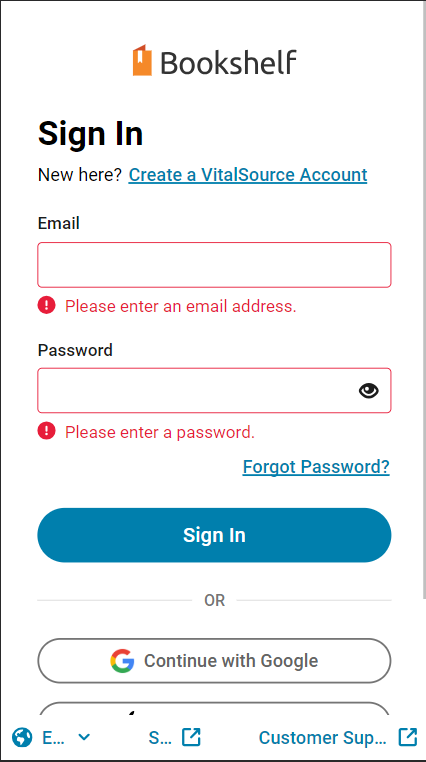 Bookshelf
Sign In
New here? Create a VitalSource Account
Email
Please enter an email address.
Password
Please enter a password.
Forgot Password?
Sign In
OR
Continue with Google
E... S... Customer Sup...